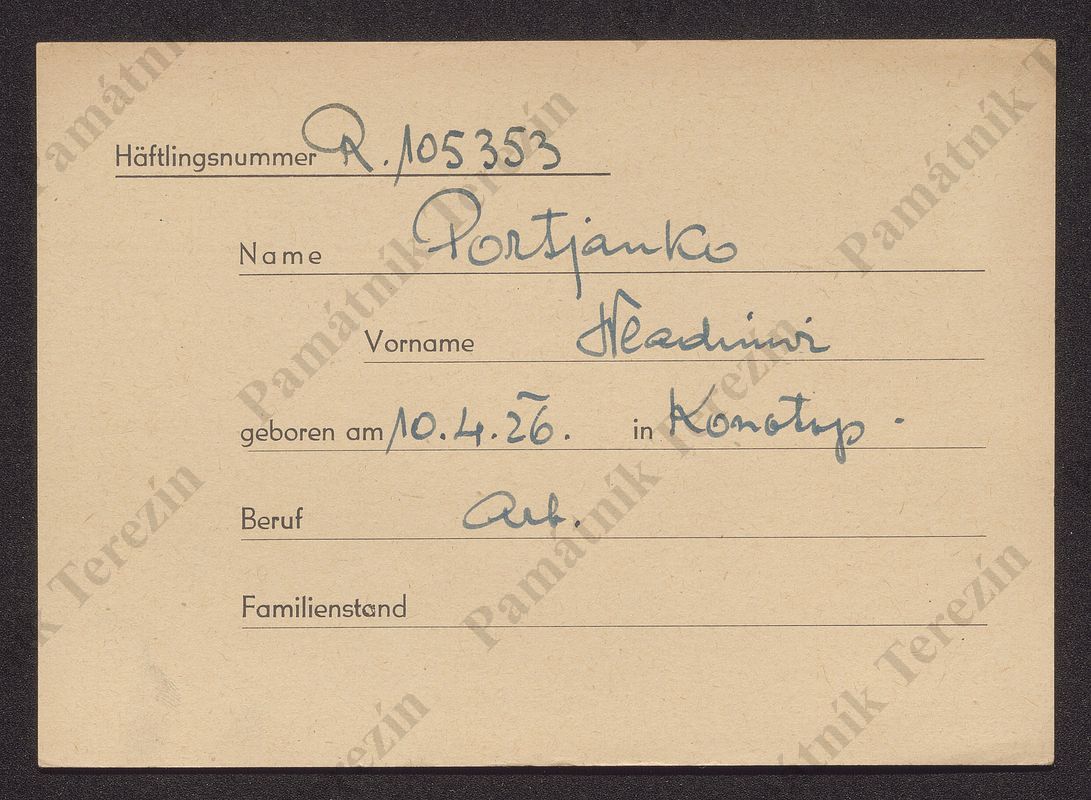 Häftlingsnummer R. 105353
Name Portjanko
Vorname Wladimir
geboren am 10.4.26. in Konotop
Beruf Arb.
Familienstand
Památník Terezín